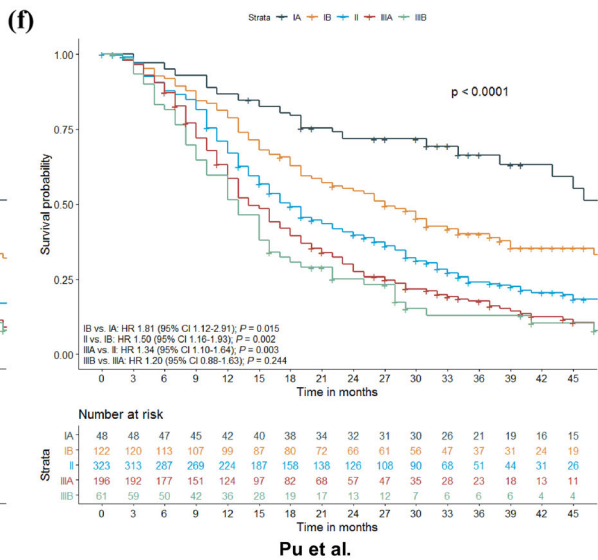 (f)
Strata IA IB II IIIA IIIB
1.00
0.75
0.50
0.25
0.00
Survival probability
p < 0.0001
IB vs. IA: HR 1.81 (95% CI 1.12-2.91); P = 0.015
II vs. IB: HR 1.50 (95% CI 1.16-1.93); P = 0.002
IIIA vs. II: HR 1.34 (95% CI 1.10-1.64); P = 0.003
IIIB vs. IIIA: HR 1.20 (95% CI 0.88-1.63); P = 0.244
0 3 6 9 12 15 18 21 24 27 30 33 36 39 42 45
Time in months
Number at risk
Strata
IA 48 48 47 45 42 40 38 34 32 31 30 26 21 19 16 15
IB 122 120 113 107 99 87 80 72 66 61 56 47 37 31 24 19
II 323 313 287 269 224 187 158 138 126 108 90 68 51 44 31 26
IIIA 196 192 177 151 124 97 82 68 57 47 35 28 23 18 13 11
IIIB 61 59 50 42 36 28 19 17 13 12 7 6 6 6 4 4
0 3 6 9 12 15 18 21 24 27 30 33 36 39 42 45
Time in months
Pu et al.